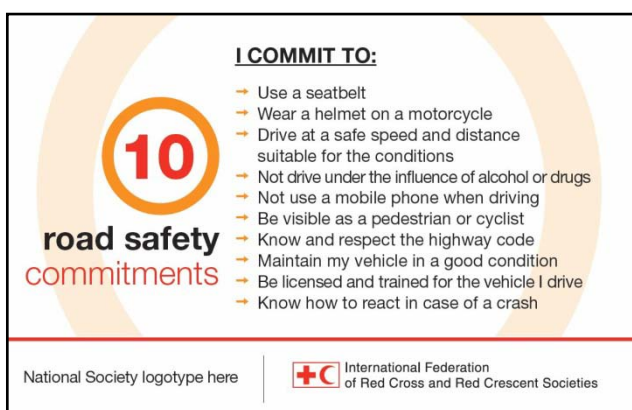 10
road safety
commitments
I COMMIT TO:
→ Use a seatbelt
→ Wear a helmet on a motorcycle
→ Drive at a safe speed and distance
suitable for the conditions
→ Not drive under the influence of alcohol or drugs
→ Not use a mobile phone when driving
→ Be visible as a pedestrian or cyclist
→ Know and respect the highway code
→ Maintain my vehicle in a good condition
→ Be licensed and trained for the vehicle I drive
→ Know how to react in case of a crash
National Society logotype here
International Federation
of Red Cross and Red Crescent Societies